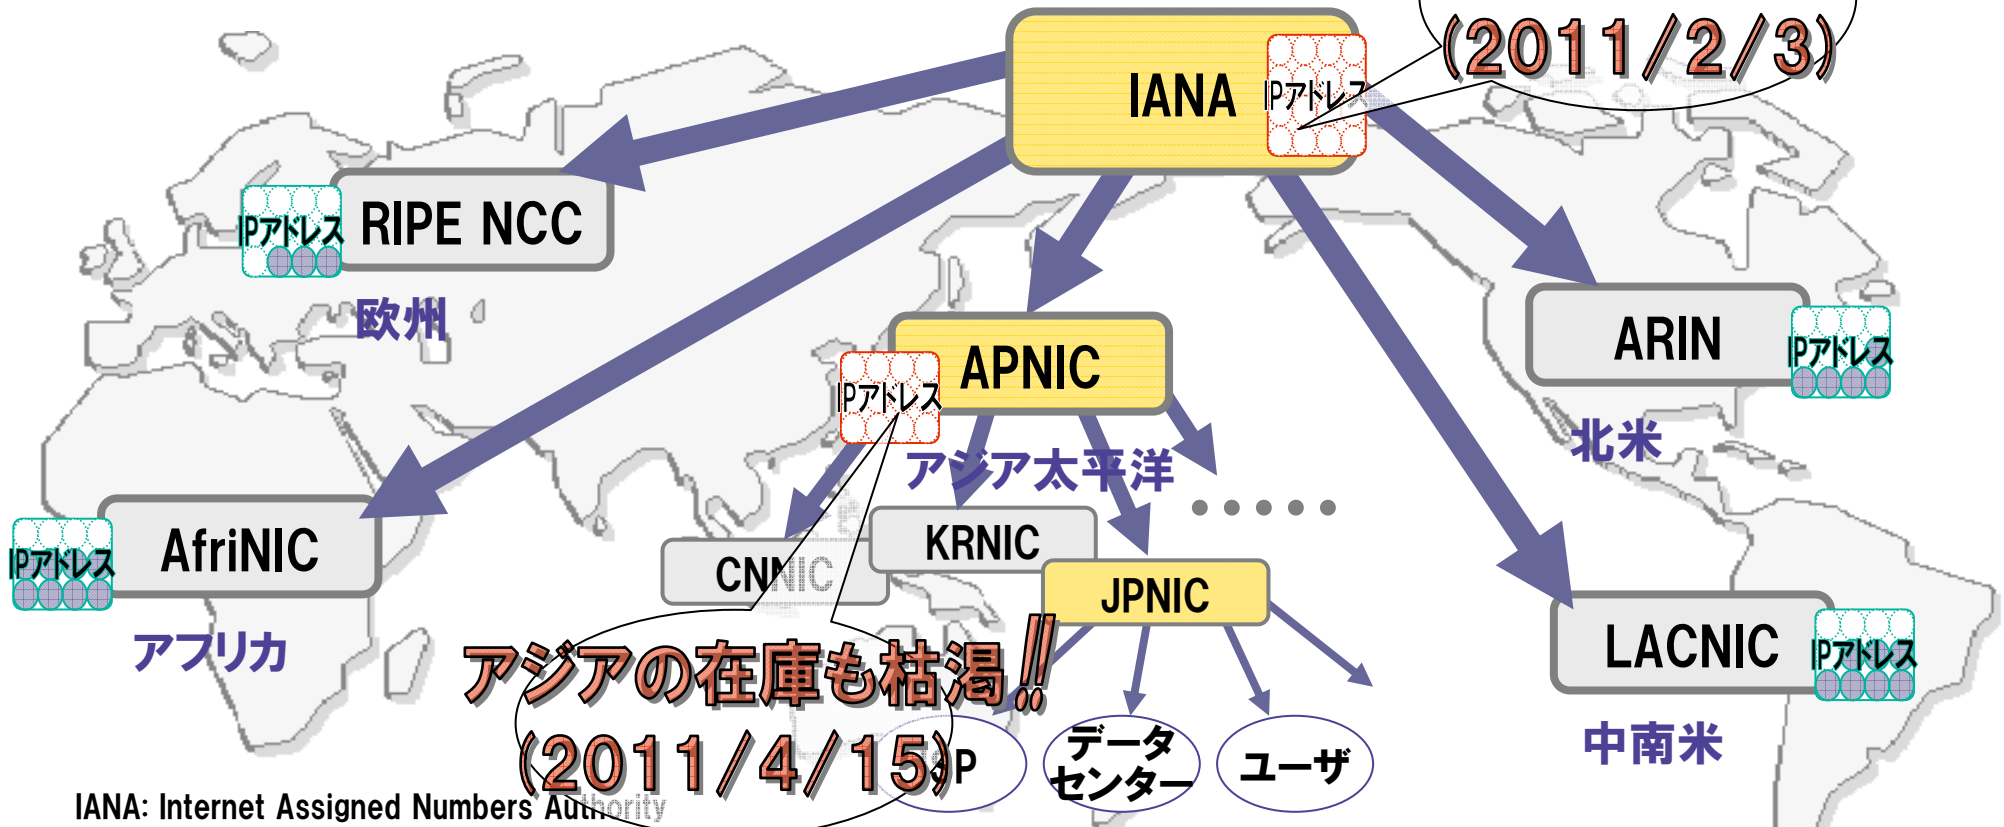 (2011/2/3)
IANA
IPアドレス
RIPE NCC
IPアドレス
欧州
ARIN
IPアドレス
北米
APNIC
IPアドレス
アジア太平洋
AfriNIC
IPアドレス
アフリカ
CNNIC
KRNIC
JPNIC
LACNIC
IPアドレス
中南米
アジアの在庫も枯渇!!
(2011/4/15)
ISP
データ
センター
ユーザ
IANA: Internet Assigned Numbers Authority